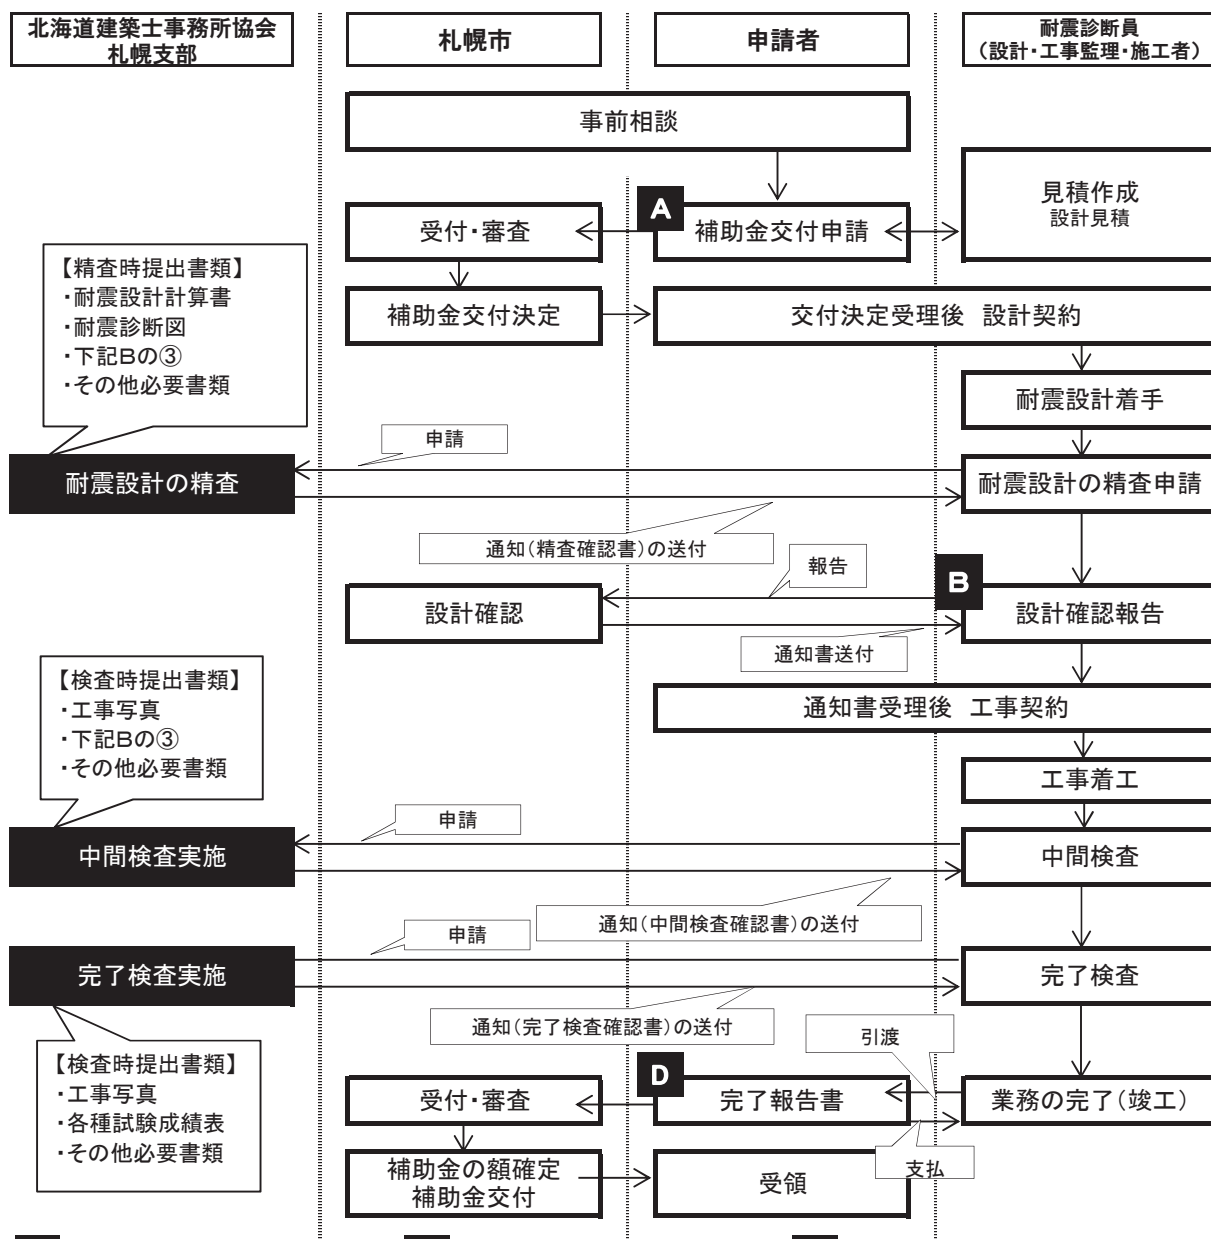 北海道建築士事務所協会
札幌支部
札幌市
申請者
耐震診断員
（設計・工事監理・施工者）
事前相談
見積作成
設計見積
A
受付・審査
補助金交付申請
【精査時提出書類】
・耐震設計計算書
・耐震診断図
・下記Bの③
・その他必要書類
補助金交付決定
交付決定受理後　設計契約
耐震設計着手
申請
耐震設計の精査
耐震設計の精査申請
通知（精査確認書）の送付
報告
B
設計確認
設計確認報告
通知書送付
【検査時提出書類】
・工事写真
・下記Bの③
・その他必要書類
通知書受理後　工事契約
工事着工
申請
中間検査実施
中間検査
通知（中間検査確認書）の送付
申請
完了検査実施
完了検査
通知（完了検査確認書）の送付
引渡
【検査時提出書類】
・工事写真
・各種試験成績表
・その他必要書類
D
受付・審査
完了報告書
業務の完了（竣工）
支払
補助金の額確定
補助金交付
受領